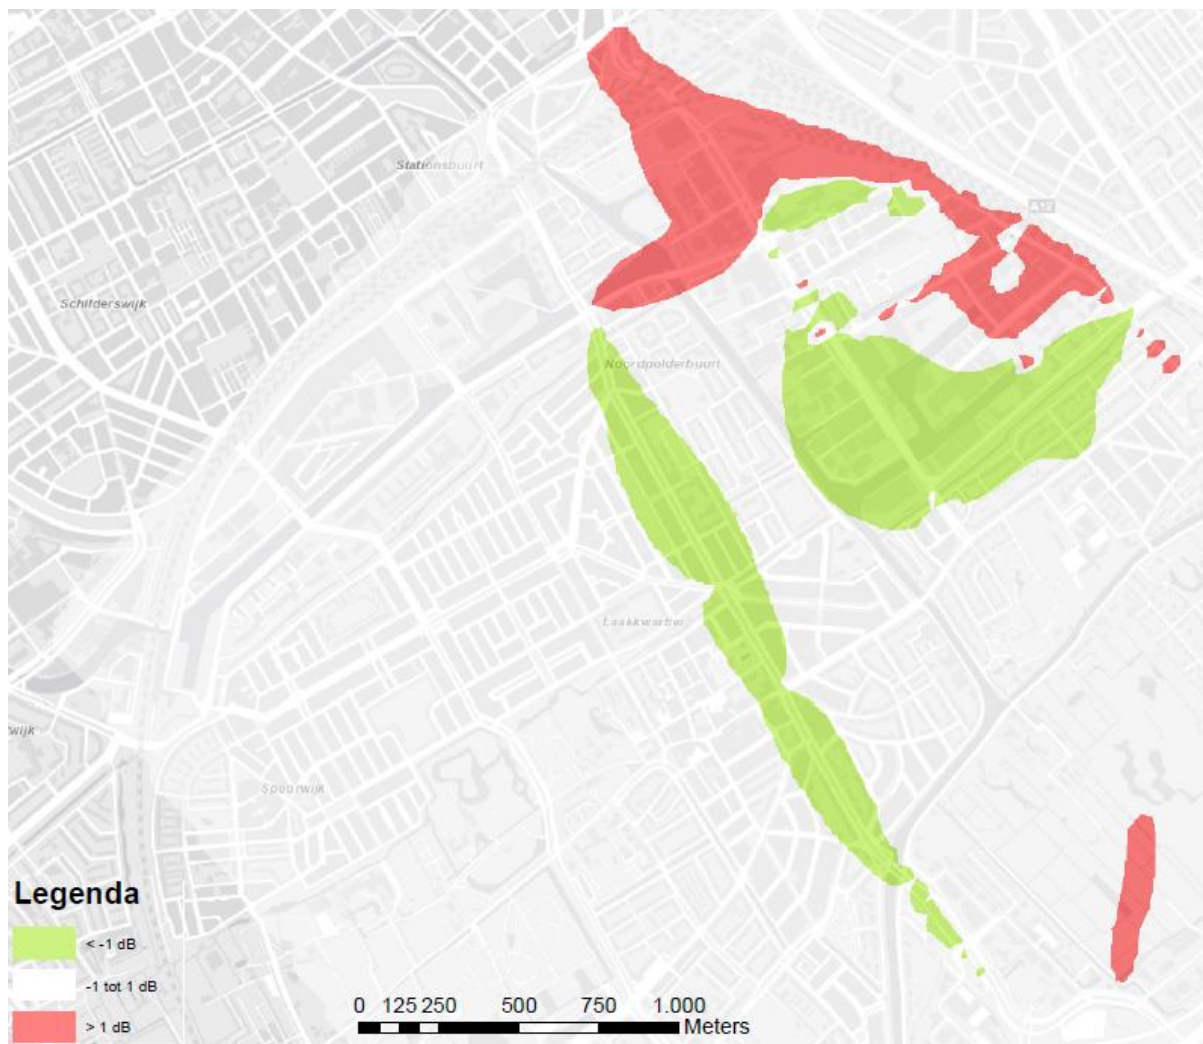 Stationsbuurt
A12
Schilderswijk
Noordpolderbuurt
Laakkwartier
wijk
Spoorwijk
Legenda
< -1 dB
-1 tot 1 dB
> 1 dB
0 125 250 500 750 1.000
Meters